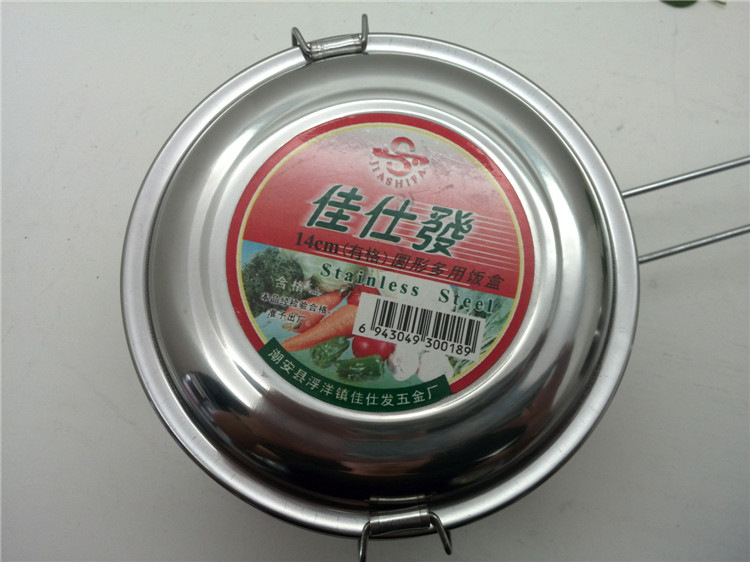 JIASHIFA
佳仕發
14cm(有格)圆形多用饭盒
Stainless Steel
合格证
本品经检验合格
准予出厂
6 943049 300189
潮安县浮洋镇佳仕发五金厂